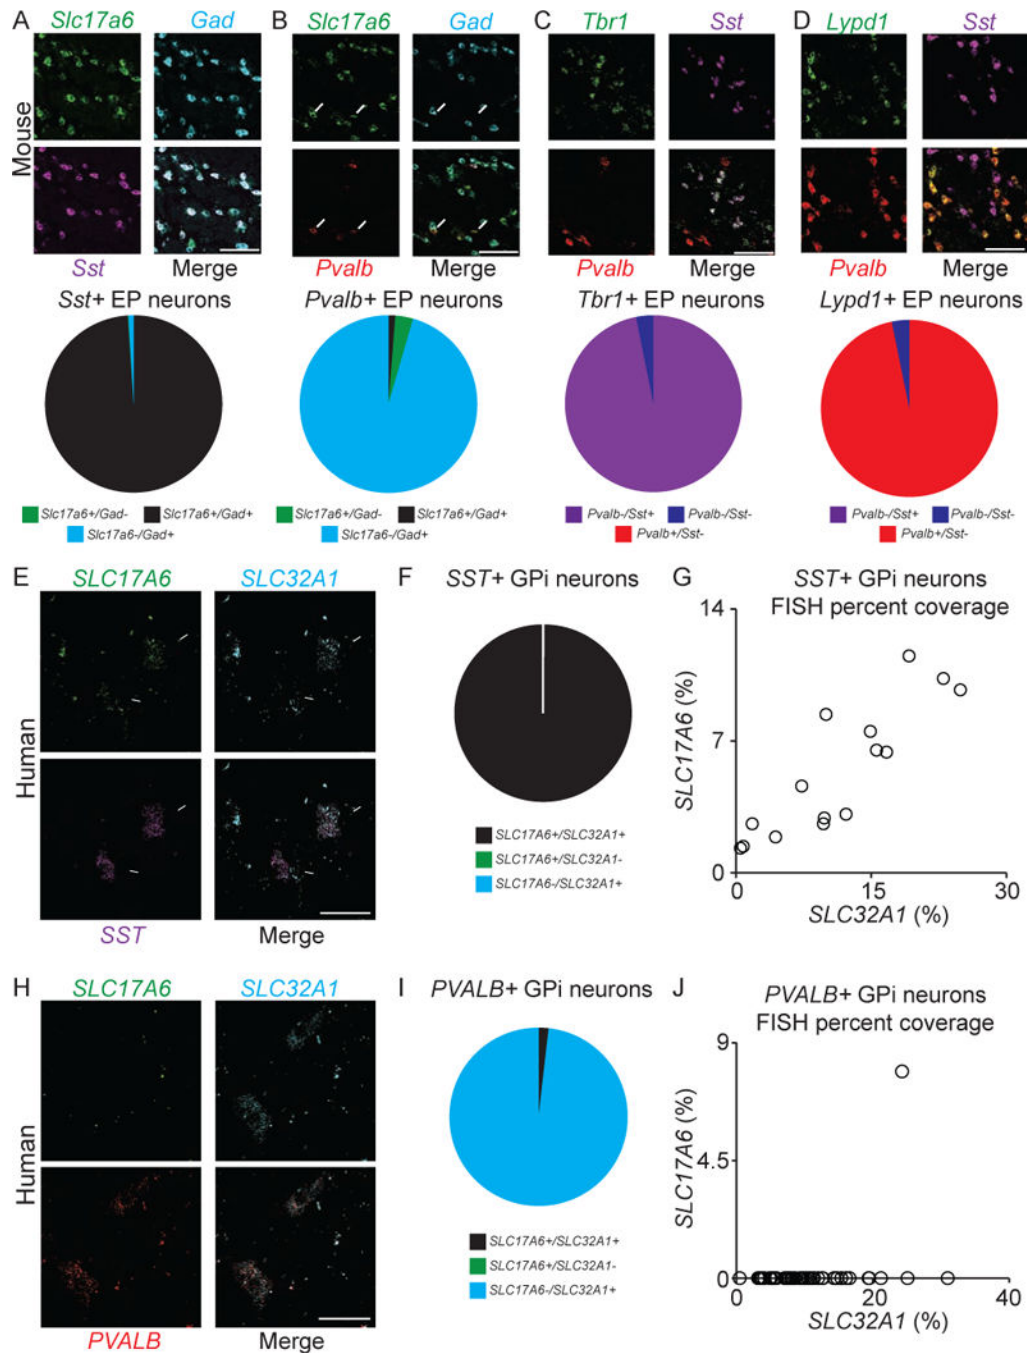 A
Slc17a6
Gad
B
Slc17a6
Gad
C
Tbr1
Sst
D
Lypd1
Sst
Mouse
Sst
Merge
Pvalb
Merge
Pvalb
Merge
Pvalb
Merge
Sst+ EP neurons
Pvalb+ EP neurons
Tbr1+ EP neurons
Lypd1+ EP neurons
Slc17a6+/Gad-
Slc17a6+/Gad+
Slc17a6-/Gad+
Slc17a6+/Gad-
Slc17a6+/Gad+
Slc17a6-/Gad+
Pvalb-/Sst+
Pvalb-/Sst-
Pvalb+/Sst-
Pvalb-/Sst+
Pvalb-/Sst-
Pvalb+/Sst-
E
SLC17A6
SLC32A1
Human
SST
Merge
F
SST+ GPi neurons
SLC17A6+/SLC32A1+
SLC17A6+/SLC32A1-
SLC17A6-/SLC32A1+
G
SST+ GPi neurons
FISH percent coverage
14
7
0
SLC17A6 (%)
0
15
30
SLC32A1 (%)
H
SLC17A6
SLC32A1
Human
PVALB
Merge
I
PVALB+ GPi neurons
SLC17A6+/SLC32A1+
SLC17A6+/SLC32A1-
SLC17A6-/SLC32A1+
J
PVALB+ GPi neurons
FISH percent coverage
9
4.5
0
SLC17A6 (%)
0
20
40
SLC32A1 (%)